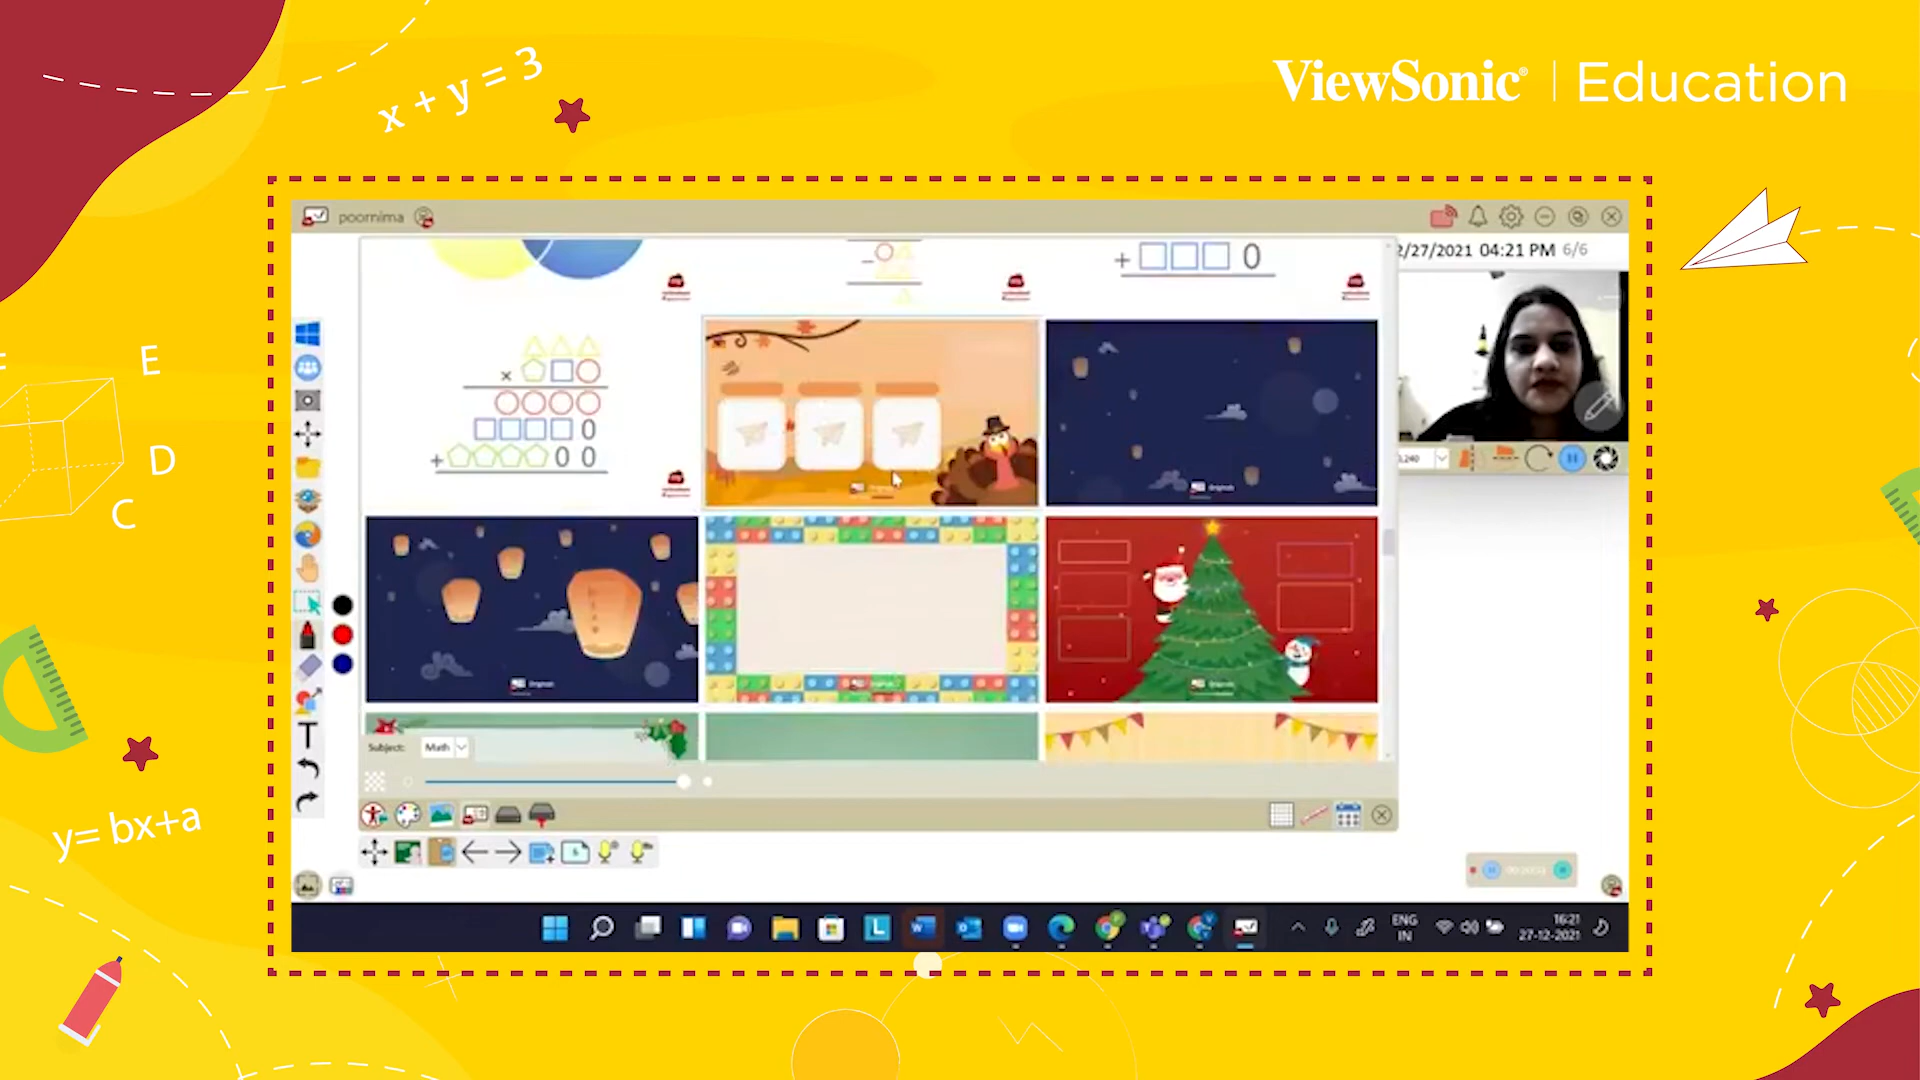 x + y = 3
ViewSonic® | Education
poornima
2/27/2021 04:21 PM 6/6
+ 0
−
×
0
+ 0 0
E
D
C
,240
Subject: Math
y= bx+a
T
L
W
ENG
IN
16:21
27-12-2021